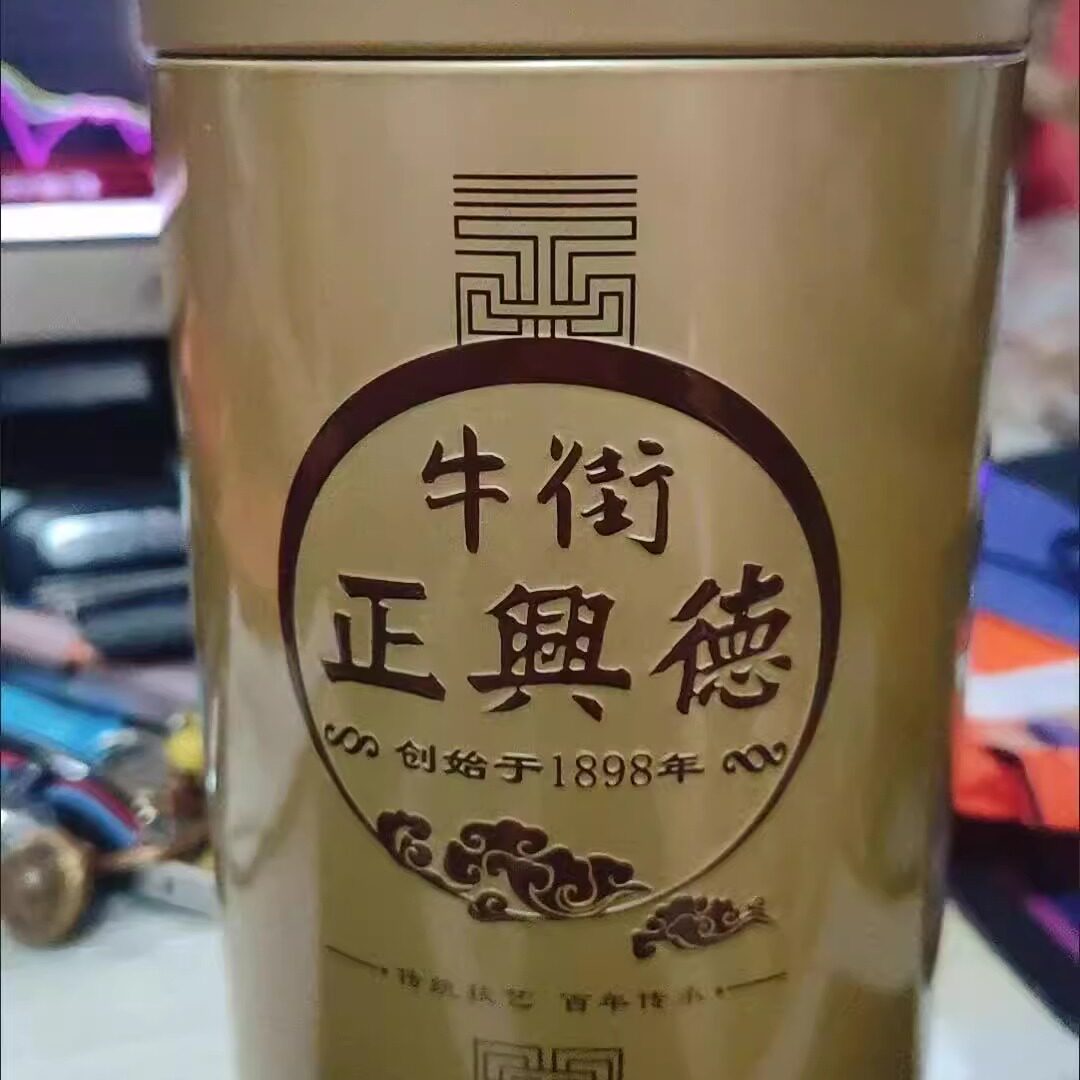 牛街
正興德
创始于1898年
传统技艺 百年传承